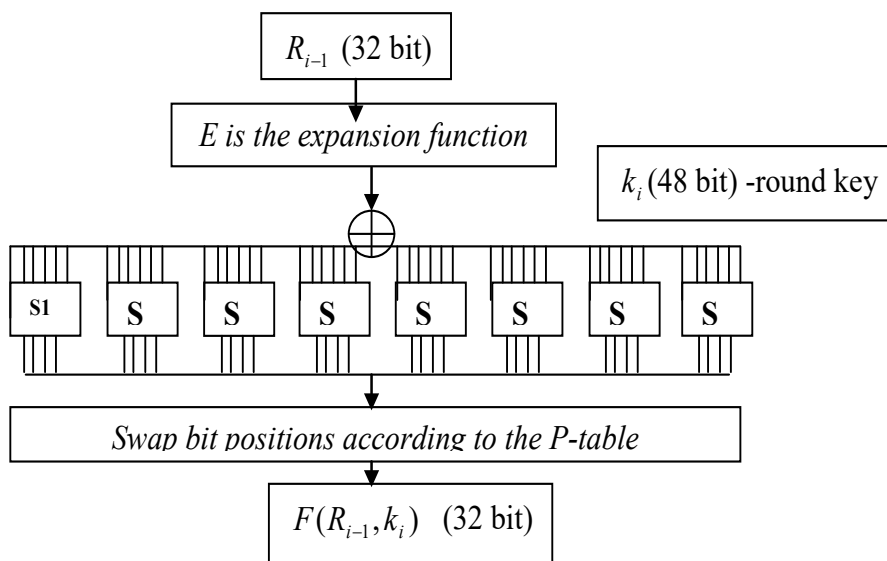 R_{i-1} (32 bit)
E is the expansion function
k_i (48 bit) -round key
S1 S S S S S S S
Swap bit positions according to the P-table
F(R_{i-1}, k_i) (32 bit)